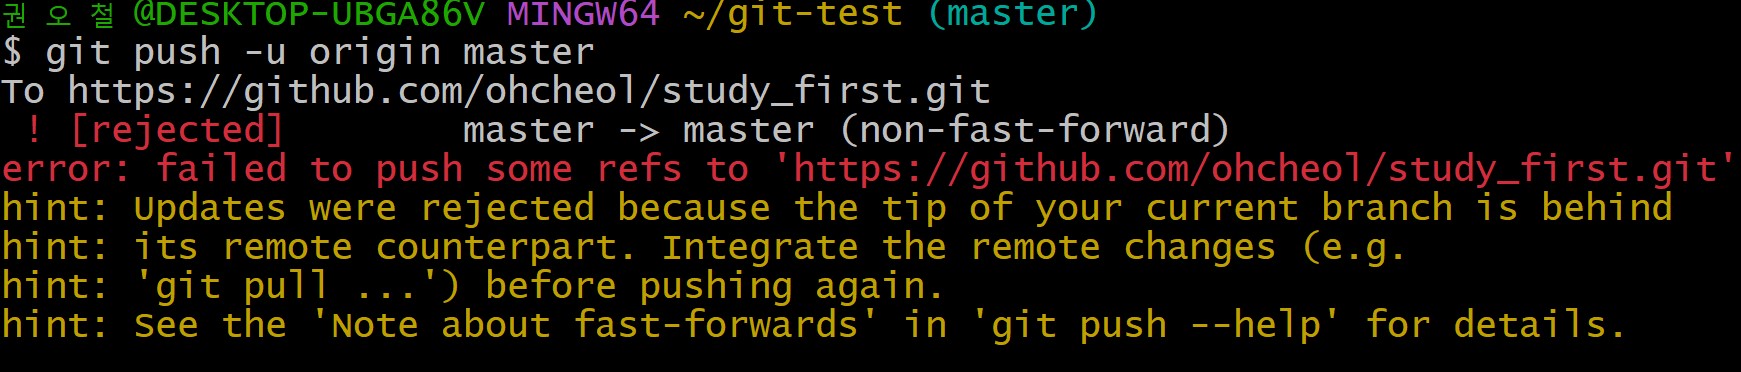 권 오 철 @DESKTOP-UBGA86V MINGW64 ~/git-test (master)
$ git push -u origin master
To https://github.com/ohcheol/study_first.git
 ! [rejected]        master -> master (non-fast-forward)
error: failed to push some refs to 'https://github.com/ohcheol/study_first.git'
hint: Updates were rejected because the tip of your current branch is behind
hint: its remote counterpart. Integrate the remote changes (e.g.
hint: 'git pull ...') before pushing again.
hint: See the 'Note about fast-forwards' in 'git push --help' for details.